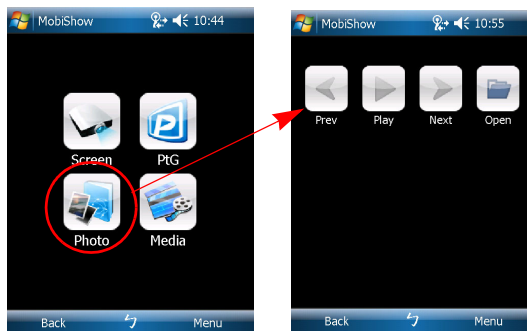 MobiShow 10:44
Screen PtG
Photo Media
Back ㄣ Menu
MobiShow 10:55
Prev Play Next Open
Back ㄣ Menu